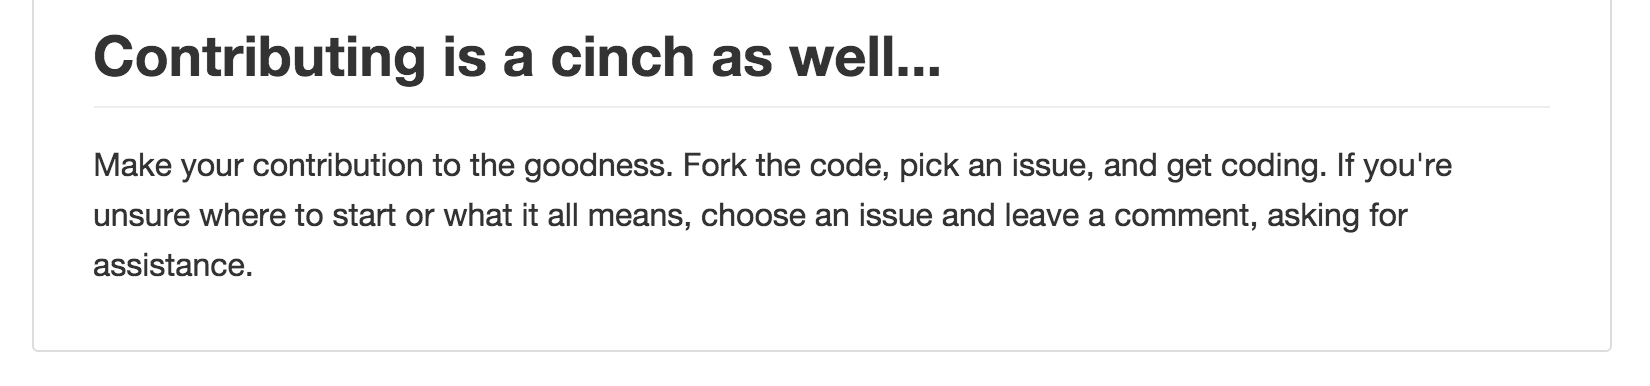 Contributing is a cinch as well...
Make your contribution to the goodness. Fork the code, pick an issue, and get coding. If you're
unsure where to start or what it all means, choose an issue and leave a comment, asking for
assistance.